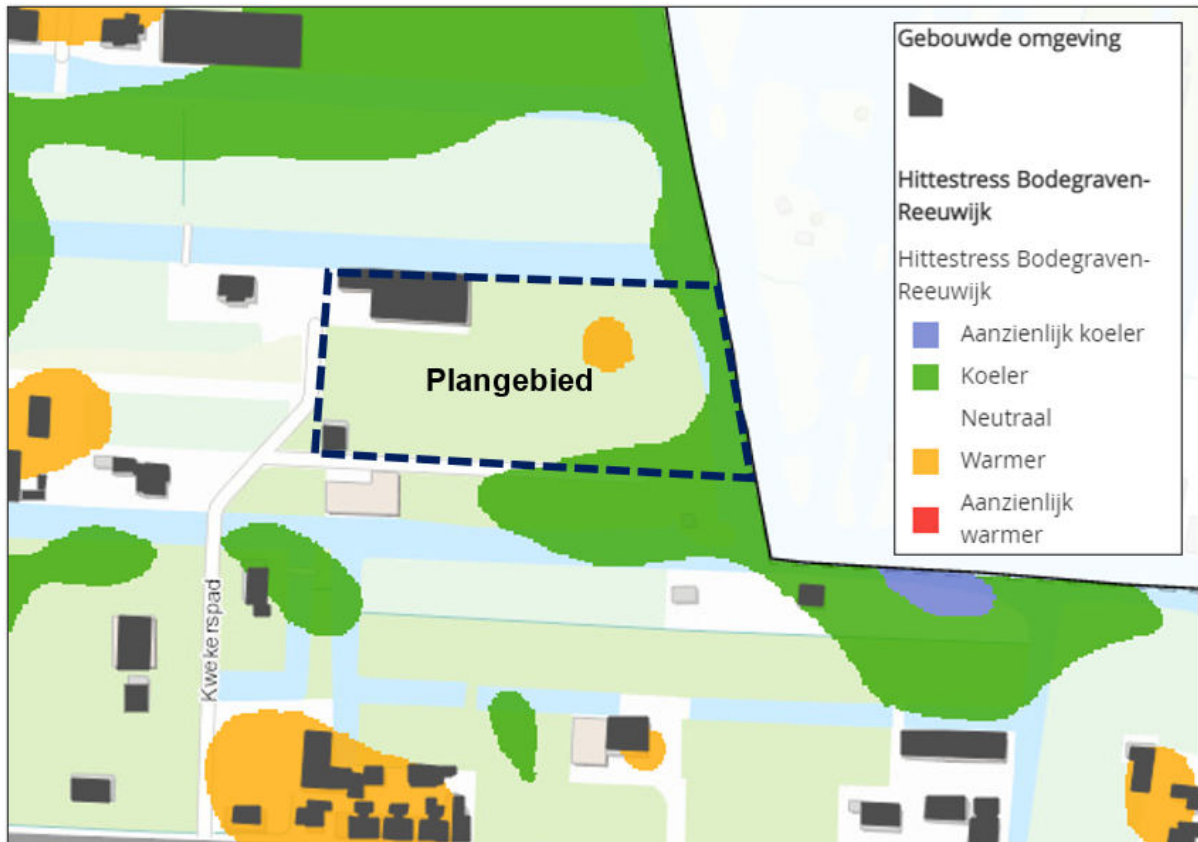 Gebouwde omgeving
Hittestress Bodegraven-
Reeuwijk
Hittestress Bodegraven-
Reeuwijk
Aanzienlijk koeler
Koeler
Neutraal
Warmer
Aanzienlijk
warmer
Plangebied
Kwekerspad